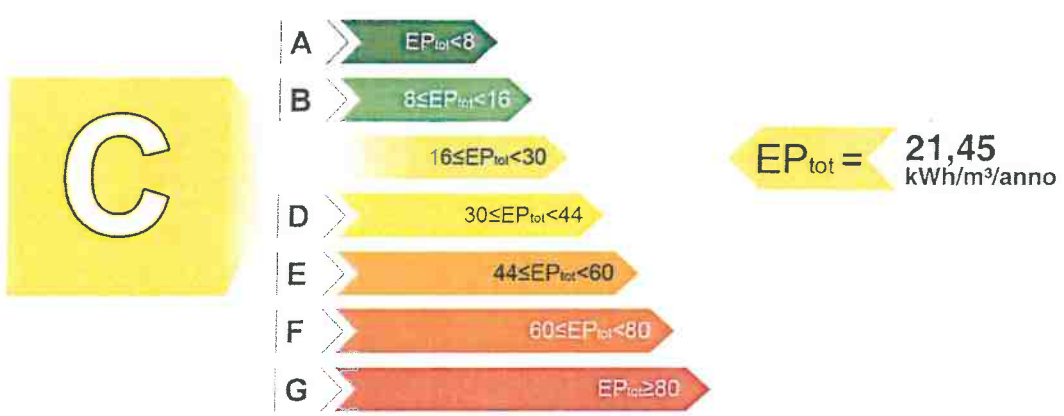 C
A EPtot<8
B 8≤EPtot<16
16≤EPtot<30
D 30≤EPtot<44
E 44≤EPtot<60
F 60≤EPtot<80
G EPtot≥80
EPtot = 21,45
kWh/m³/anno